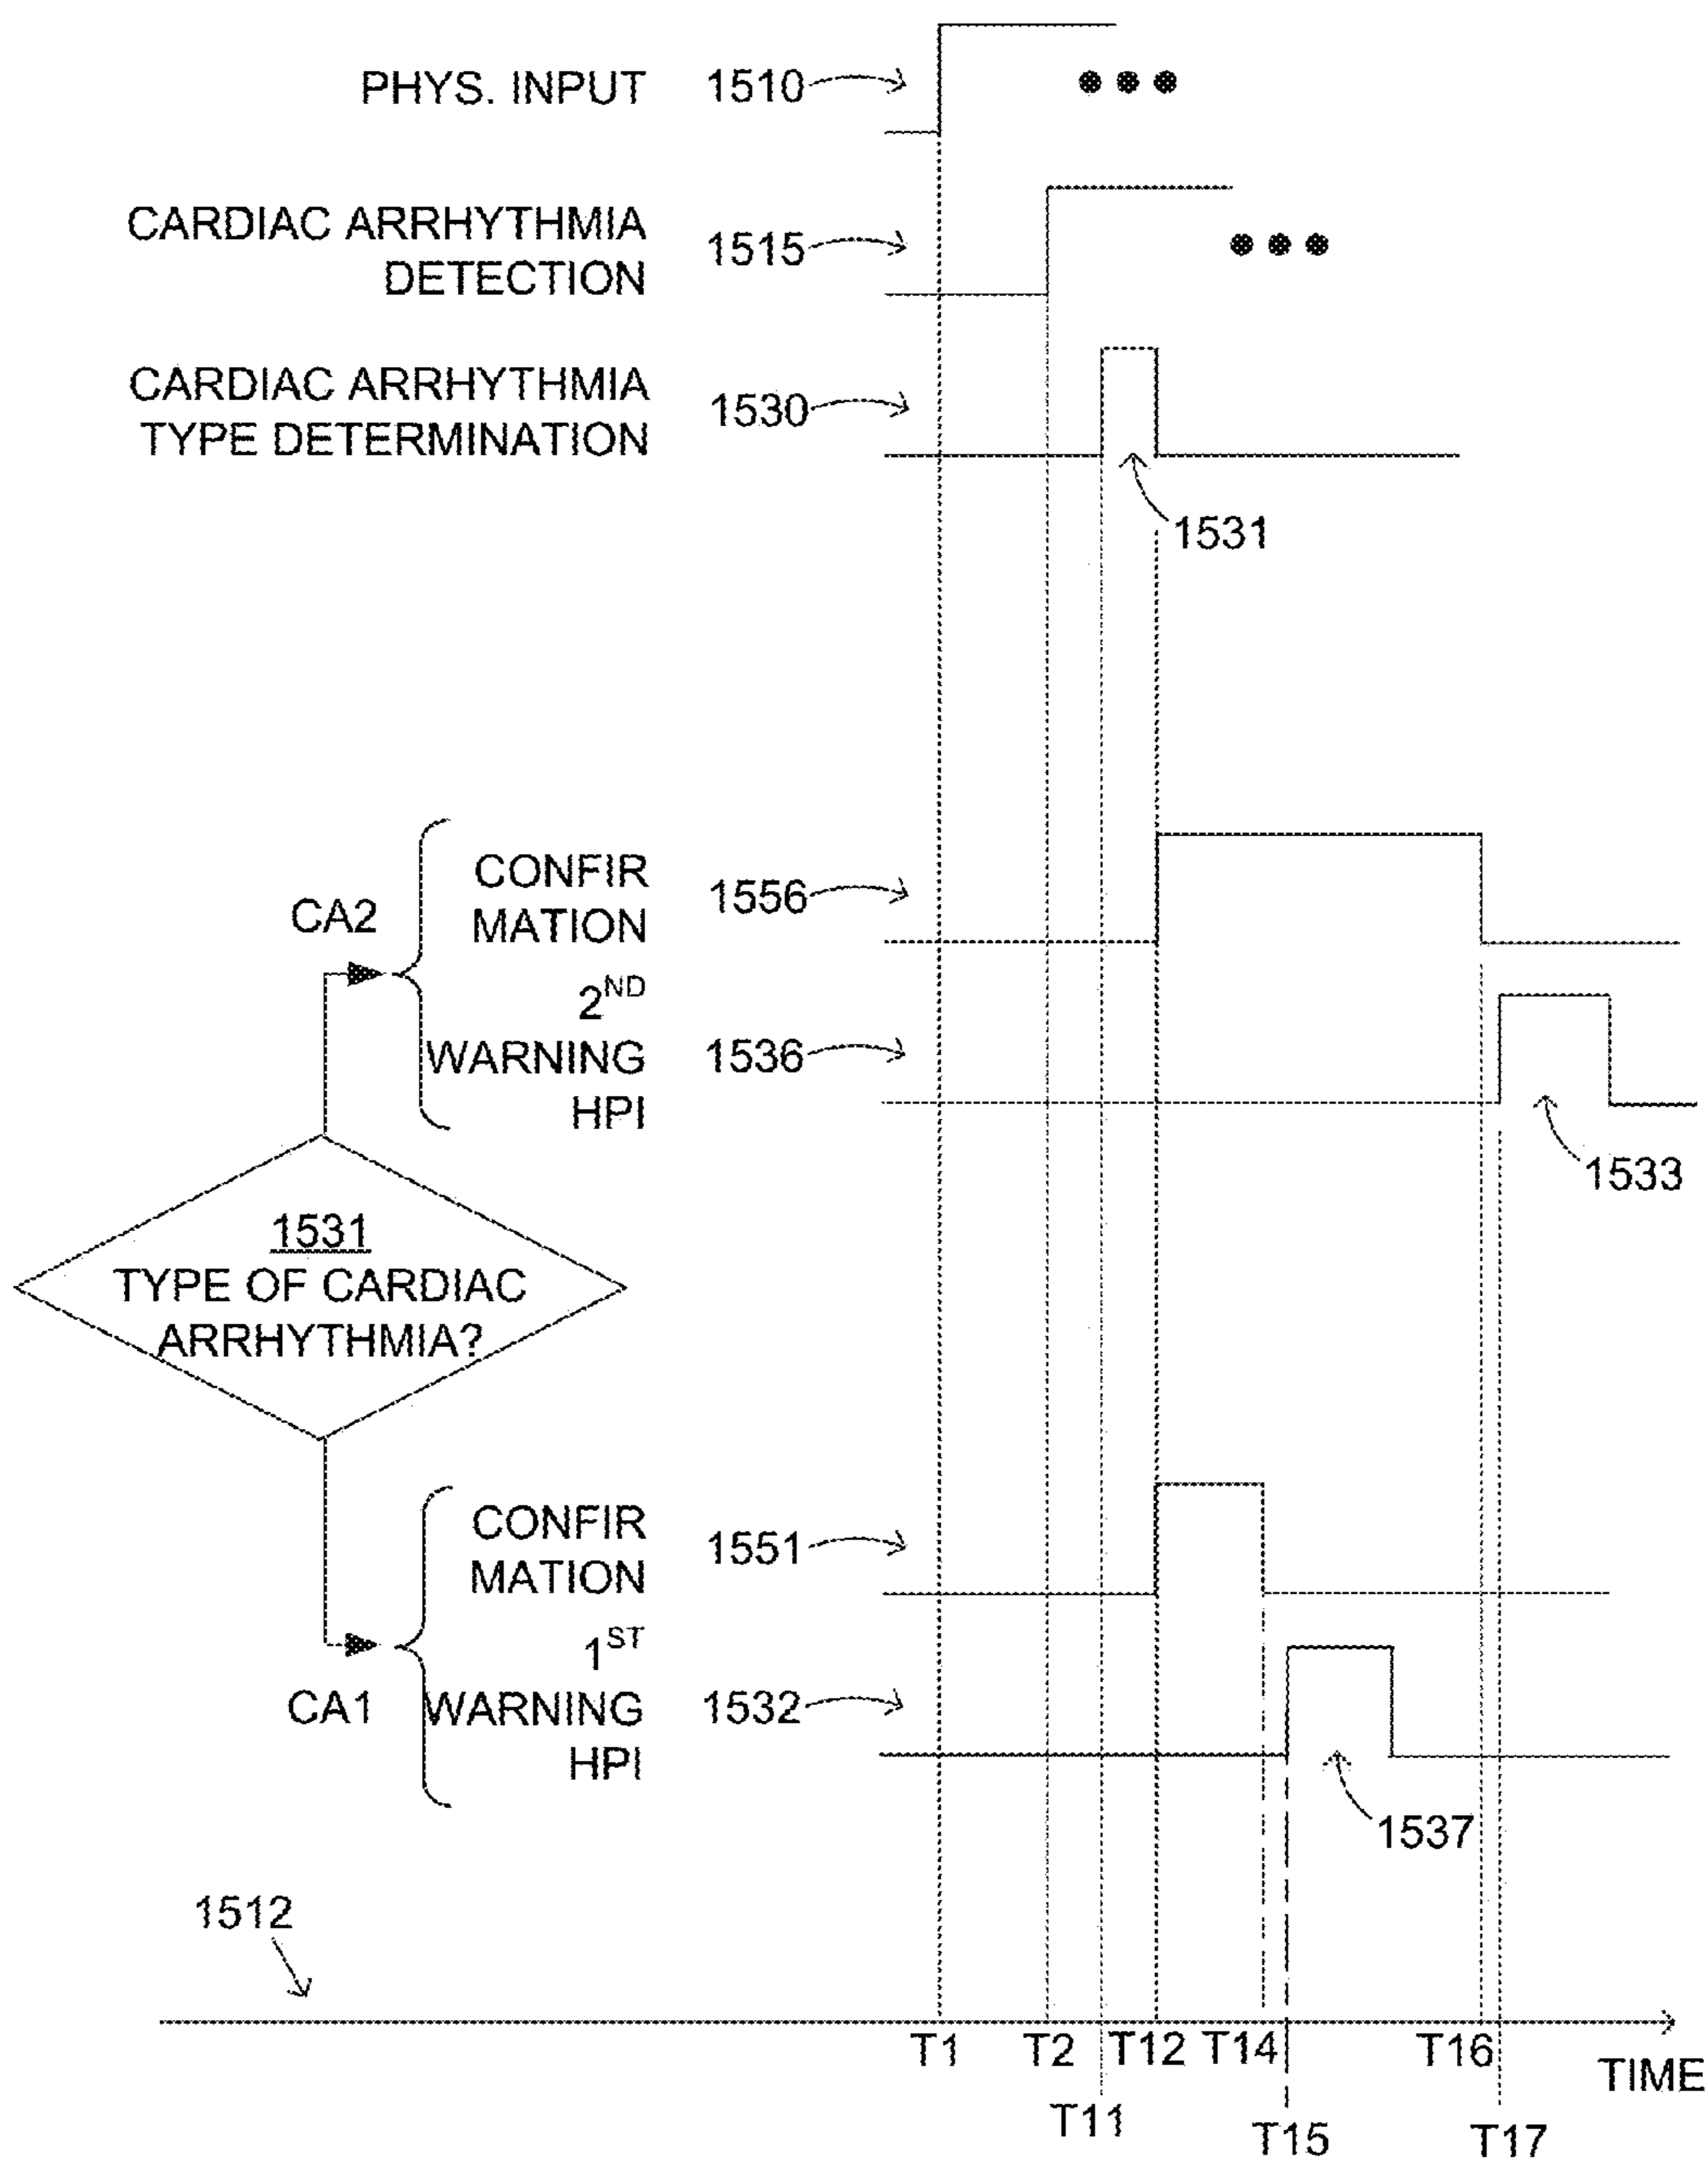 PHYS. INPUT 1510
CARDIAC ARRHYTHMIA
DETECTION
1515
CARDIAC ARRHYTHMIA
TYPE DETERMINATION
1530
1531
CA2
CONFIR
MATION
1556
2ND
WARNING
HPI
1536
1533
1531
TYPE OF CARDIAC
ARRHYTHMIA?
CONFIR
MATION
1551
CA1
1ST
WARNING
HPI
1532
1537
1512
T1 T2 T12 T14 T16
TIME
T11 T15 T17